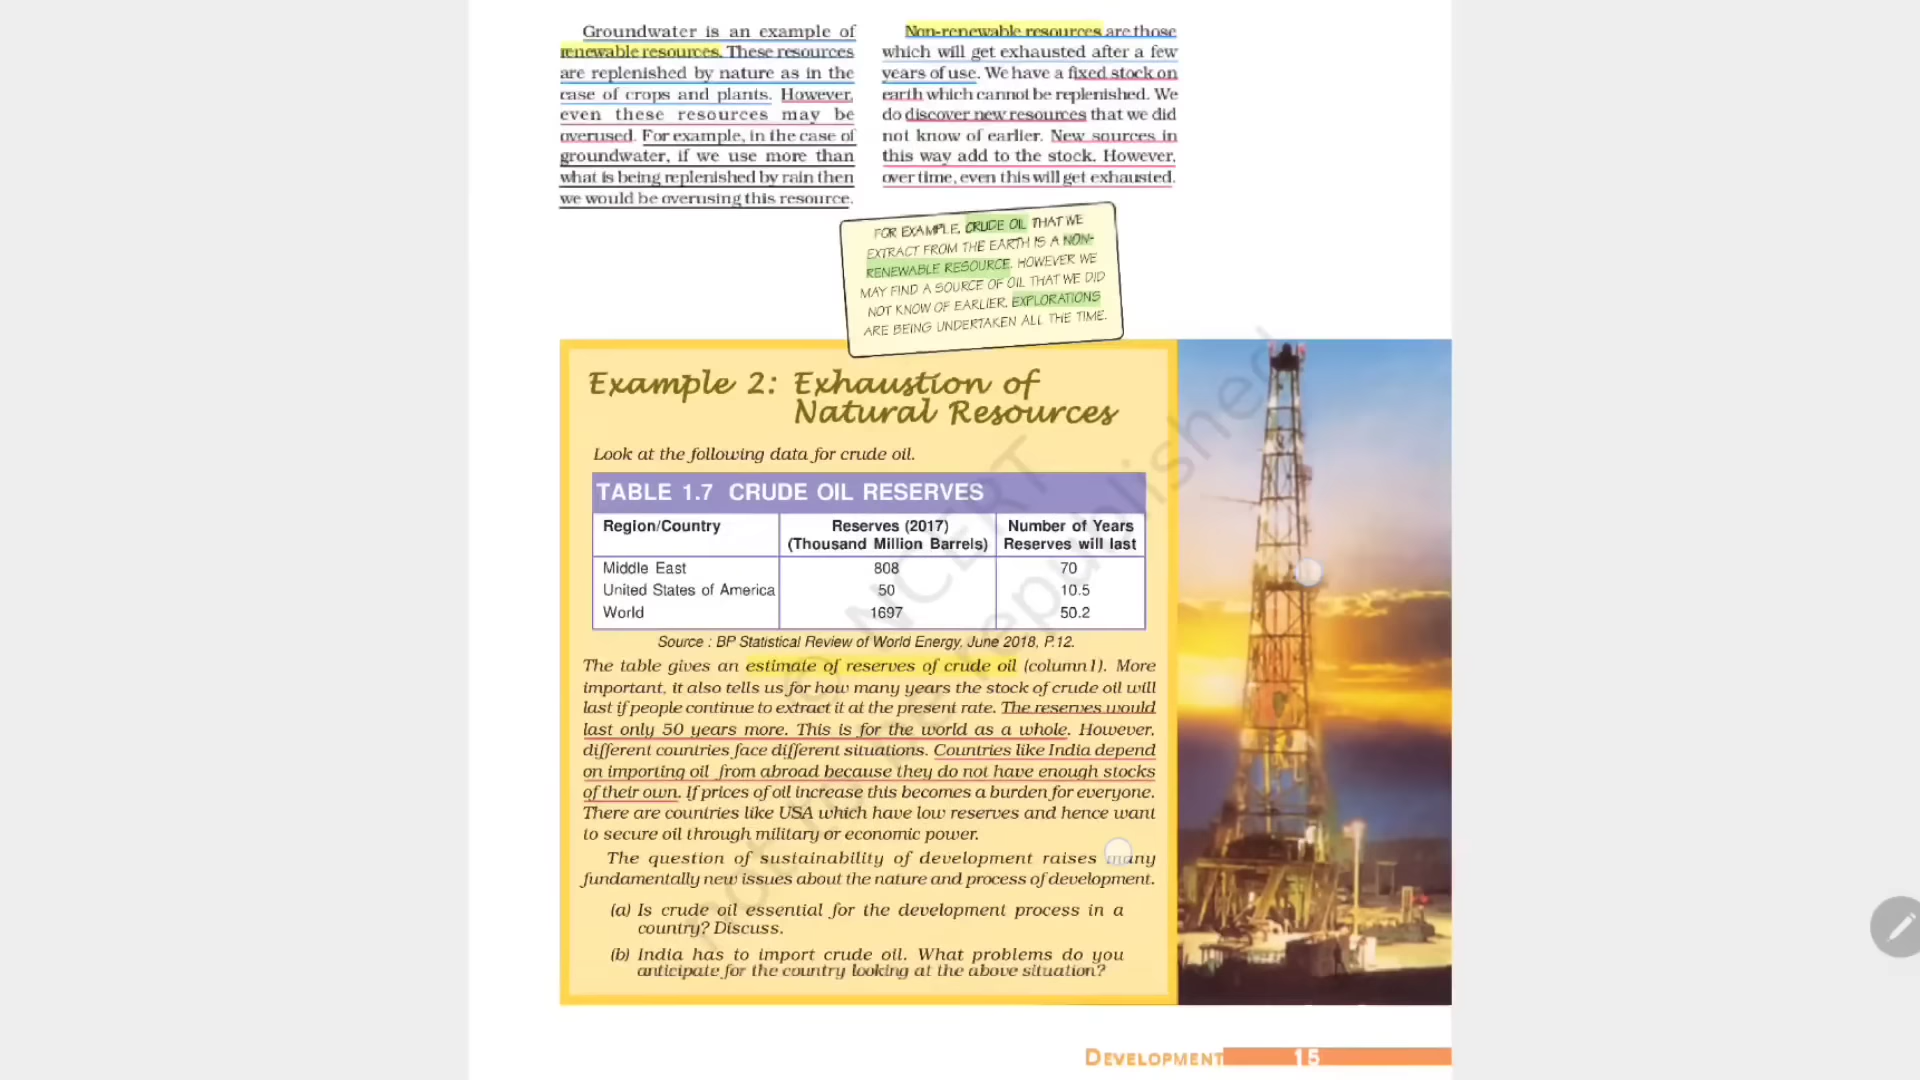 Groundwater is an example of
renewable resources. These resources
are replenished by nature as in the
case of crops and plants. However,
even these resources may be
overused. For example, in the case of
groundwater, if we use more than
what is being replenished by rain then
we would be overusing this resource.
Non-renewable resources are those
which will get exhausted after a few
years of use. We have a fixed stock on
earth which cannot be replenished. We
do discover new resources that we did
not know of earlier. New sources in
this way add to the stock. However,
over time, even this will get exhausted.
FOR EXAMPLE, CRUDE OIL THAT WE
EXTRACT FROM THE EARTH IS A NON-
RENEWABLE RESOURCE. HOWEVER WE
MAY FIND A SOURCE OF OIL THAT WE DID
NOT KNOW OF EARLIER. EXPLORATIONS
ARE BEING UNDERTAKEN ALL THE TIME.
Example 2: Exhaustion of
Natural Resources
Look at the following data for crude oil.
TABLE 1.7 CRUDE OIL RESERVES
Region/Country Reserves (2017) Number of Years
(Thousand Million Barrels) Reserves will last
Middle East 808 70
United States of America 50 10.5
World 1697 50.2
Source : BP Statistical Review of World Energy, June 2018, P.12.
The table gives an estimate of reserves of crude oil (column1). More
important, it also tells us for how many years the stock of crude oil will
last if people continue to extract it at the present rate. The reserves would
last only 50 years more. This is for the world as a whole. However,
different countries face different situations. Countries like India depend
on importing oil from abroad because they do not have enough stocks
of their own. If prices of oil increase this becomes a burden for everyone.
There are countries like USA which have low reserves and hence want
to secure oil through military or economic power.
The question of sustainability of development raises many
fundamentally new issues about the nature and process of development.
(a) Is crude oil essential for the development process in a
country? Discuss.
(b) India has to import crude oil. What problems do you
anticipate for the country looking at the above situation?
© NCERT
not to be republished
DEVELOPMENT 15